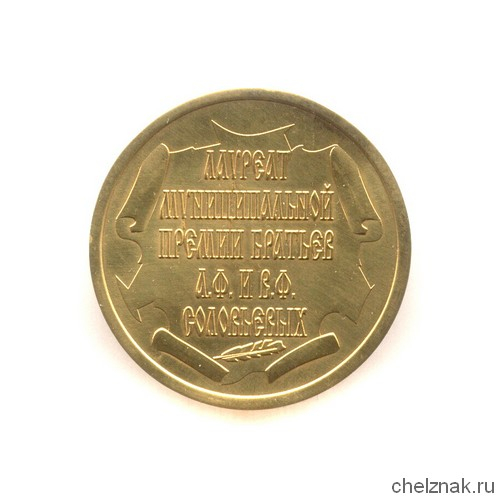 ЛАУРЕАТ
МУНИЦИПАЛЬНОЙ
ПРЕМИИ БРАТЬЕВ
А.Ф. И В.Ф.
СОЛОВЬЕВЫХ
chelznak.ru